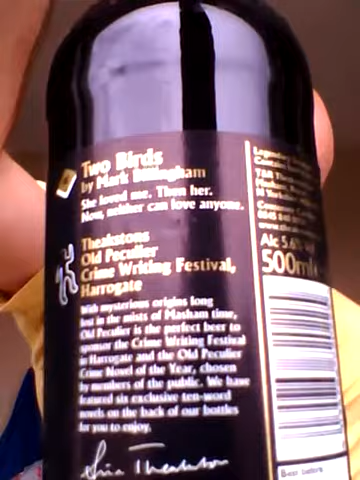 Two Birds
by Mark Billingham
She loved me. Then her.
Now, neither can love anyone.
Theakstons
Old Peculier
Crime Writing Festival,
Harrogate
With mysterious origins long
lost in the mists of Masham time,
Old Peculier is the perfect beer to
sponsor the Crime Writing Festival
in Harrogate and the Old Peculier
Crime Novel of the Year, chosen
by members of the public. We have
featured six exclusive ten-word
novels on the back of our bottles
for you to enjoy.
Alc 5.6%
500ml
Best before